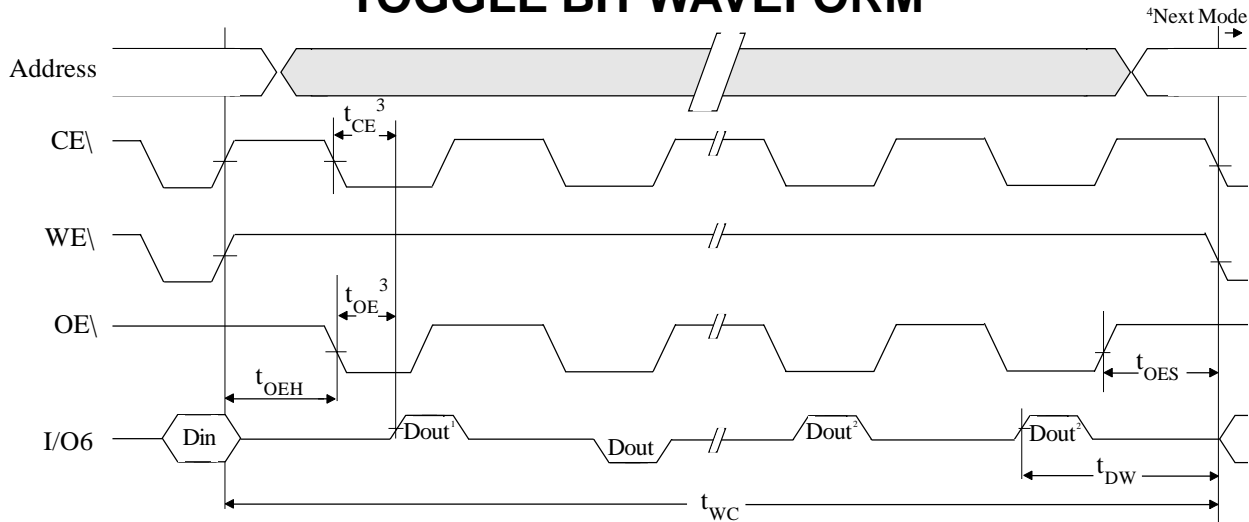 TOGGLE BIT WAVEFORM
⁴Next Mode
Address
tCE³
CE\
WE\
tOE³
OE\
tOEH
tOES
I/O6
Din
Dout¹
Dout
Dout²
Dout²
tDW
tWC